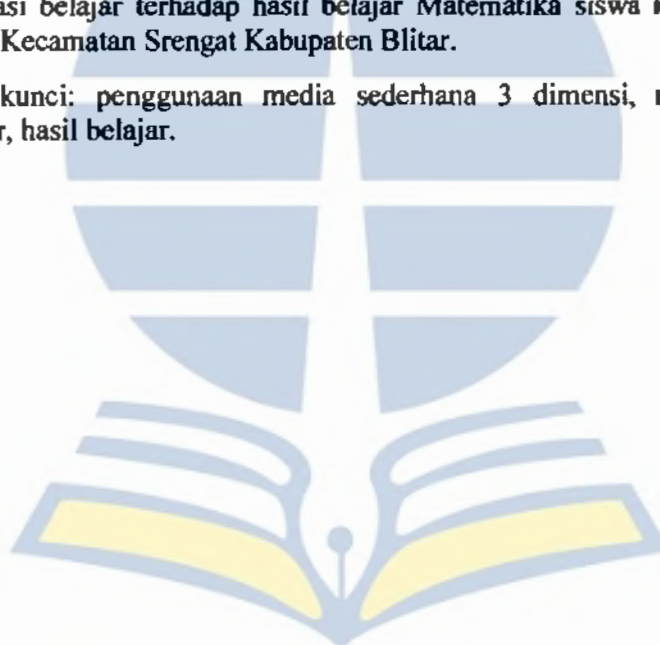 asi belajar terhadap hasil belajar Matematika siswa
Kecamatan Srengat Kabupaten Blitar.
kunci: penggunaan media sederhana 3 dimensi,
r, hasil belajar.